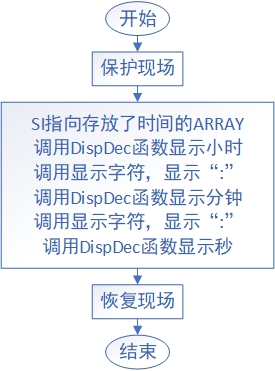 开始
保护现场
SI指向存放了时间的ARRAY
调用DispDec函数显示小时
调用显示字符，显示“:”
调用DispDec函数显示分钟
调用显示字符，显示“:”
调用DispDec函数显示秒
恢复现场
结束